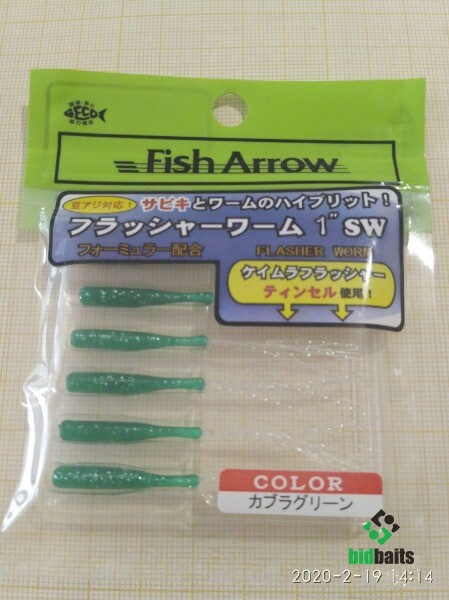 FECO
Fish Arrow
豆アジ対応!
サビキとワームのハイブリット!
フラッシャーワーム 1" SW
フォーミュラー配合
FLASHER WORM
ケイムラフラッシャー
ティンセル使用!!
COLOR
カブラグリーン
bidbaits
2020-2-19 14:14